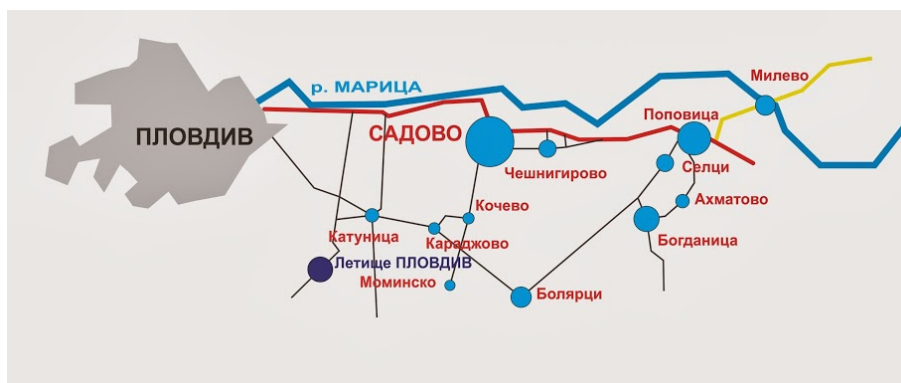 Милево
р. МАРИЦА
Поповица
ПЛОВДИВ
САДОВО
Чешнигирово
Селци
Ахматово
Кочево
Катуница
Караджово
Богданица
Летище ПЛОВДИВ
Моминско
Болярци